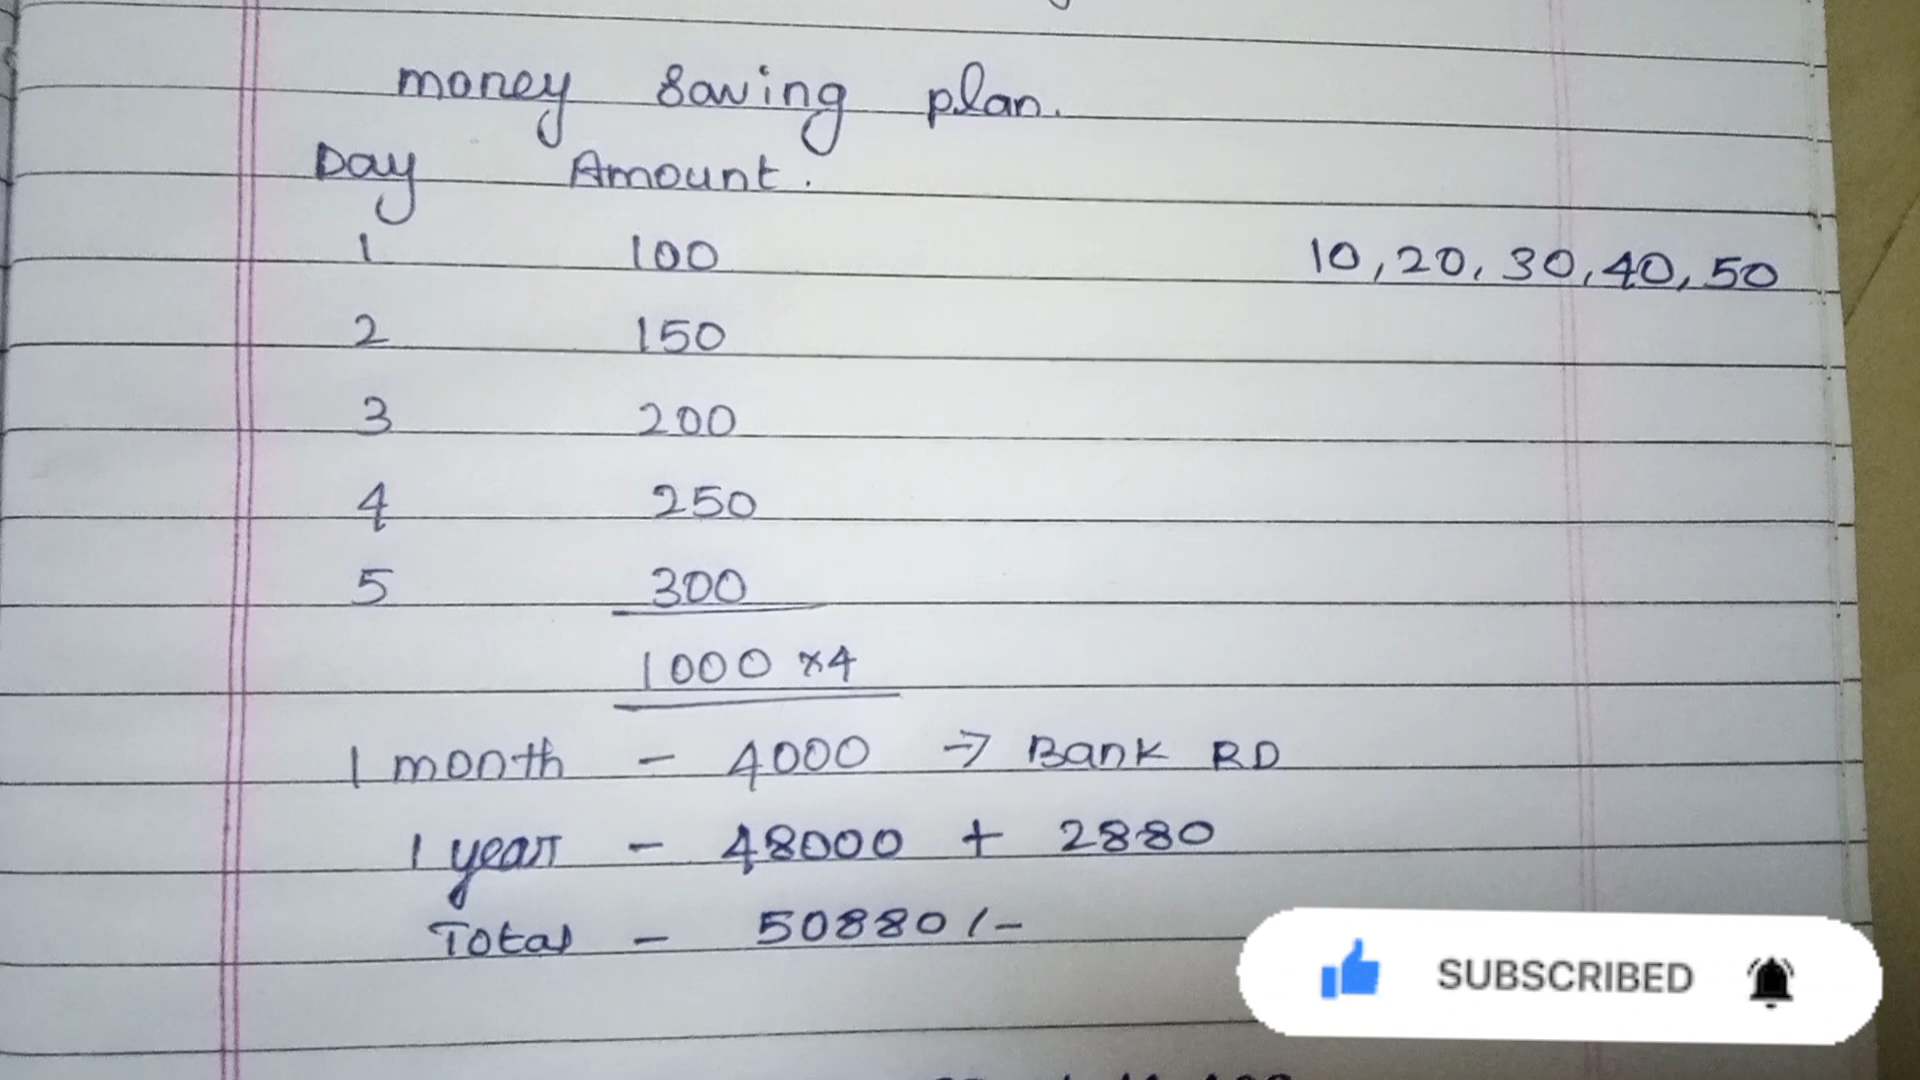 money saving plan.
Day Amount.
1 100 10, 20, 30, 40, 50
2 150
3 200
4 250
5 300
1000 x4
1 month - 4000 → Bank RD
1 year - 48000 + 2880
Total - 50880/-
SUBSCRIBED